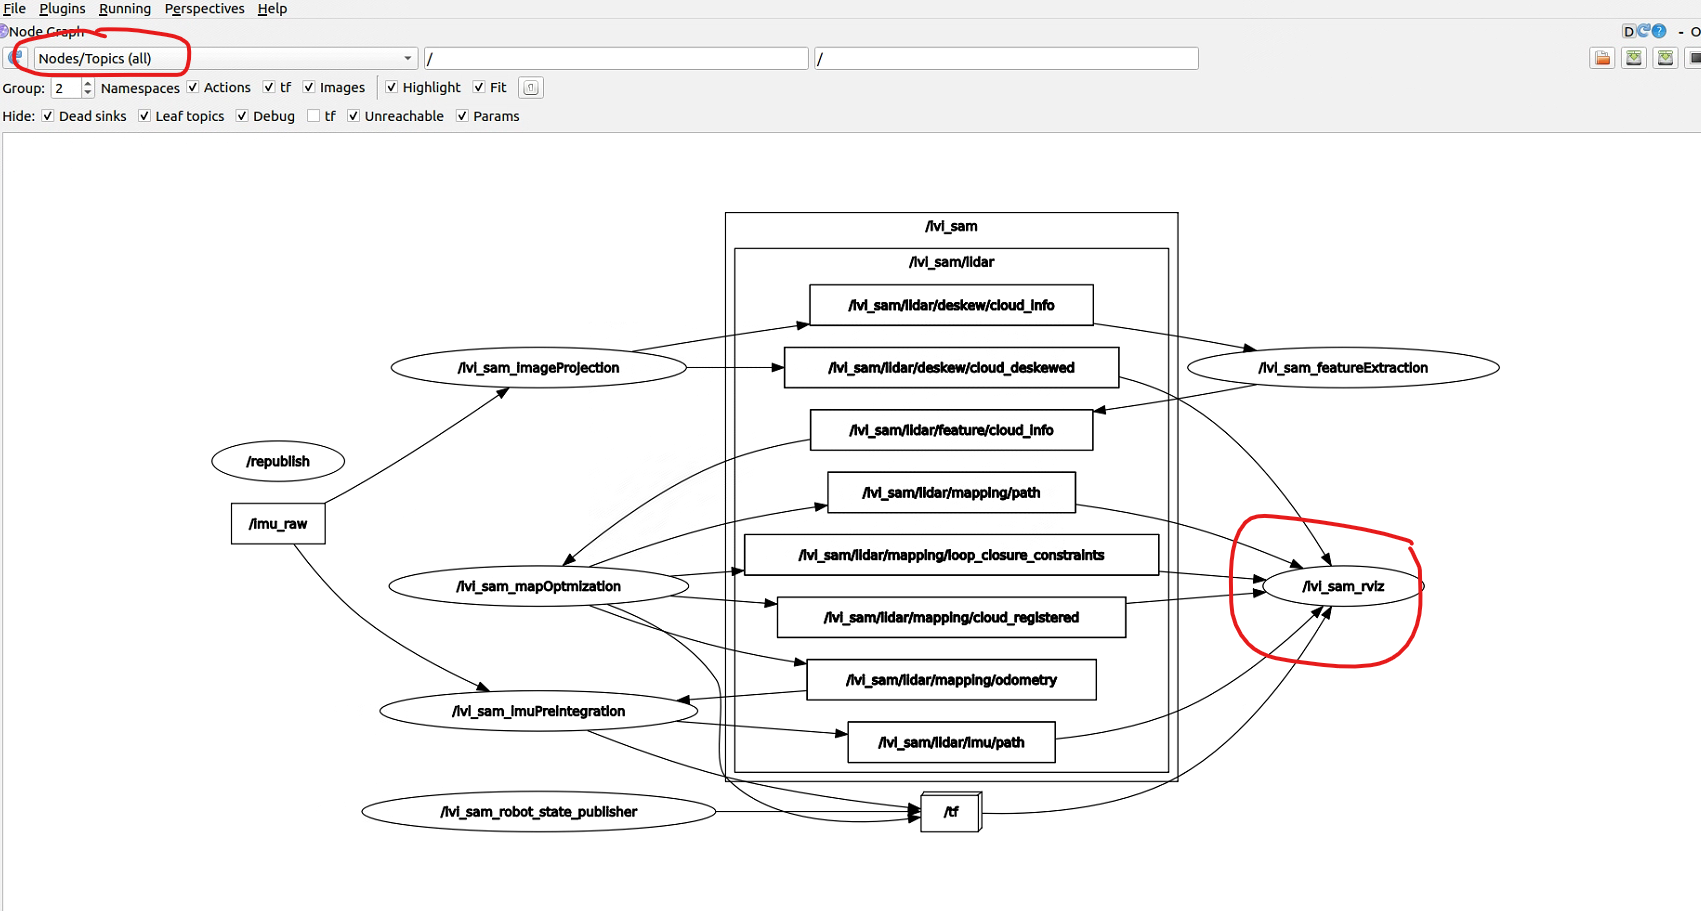 File Plugins Running Perspectives Help
Node Graph D ? - O
Nodes/Topics (all) / /
Group: 2 Namespaces Actions tf Images Highlight Fit
Hide: Dead sinks Leaf topics Debug tf Unreachable Params
/lvi_sam
/lvi_sam/lidar
/lvi_sam/lidar/deskew/cloud_info
/lvi_sam_imageProjection
/lvi_sam/lidar/deskew/cloud_deskewed
/lvi_sam_featureExtraction
/lvi_sam/lidar/feature/cloud_info
/republish
/lvi_sam/lidar/mapping/path
/imu_raw
/lvi_sam/lidar/mapping/loop_closure_constraints
/lvi_sam_mapOptmization
/lvi_sam_rviz
/lvi_sam/lidar/mapping/cloud_registered
/lvi_sam/lidar/mapping/odometry
/lvi_sam_imuPreintegration
/lvi_sam/lidar/imu/path
/lvi_sam_robot_state_publisher
/tf